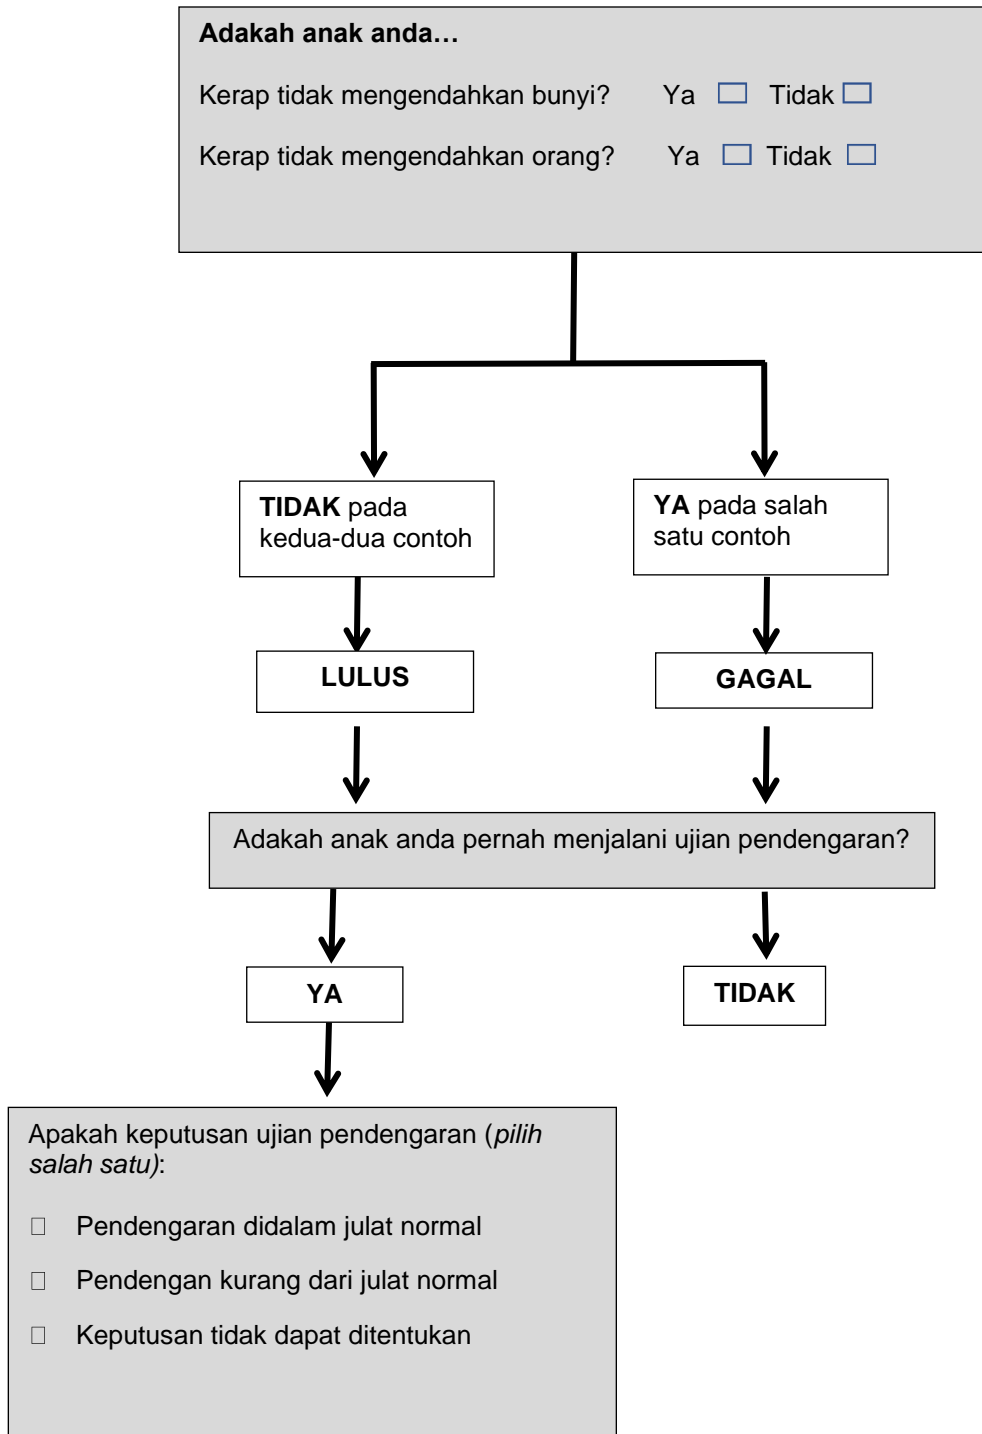 Adakah anak anda…
Kerap tidak mengendahkan bunyi? Ya Tidak
Kerap tidak mengendahkan orang? Ya Tidak
TIDAK pada
kedua-dua contoh
YA pada salah
satu contoh
LULUS
GAGAL
Adakah anak anda pernah menjalani ujian pendengaran?
YA
TIDAK
Apakah keputusan ujian pendengaran (pilih
salah satu):
Pendengaran didalam julat normal
Pendengan kurang dari julat normal
Keputusan tidak dapat ditentukan